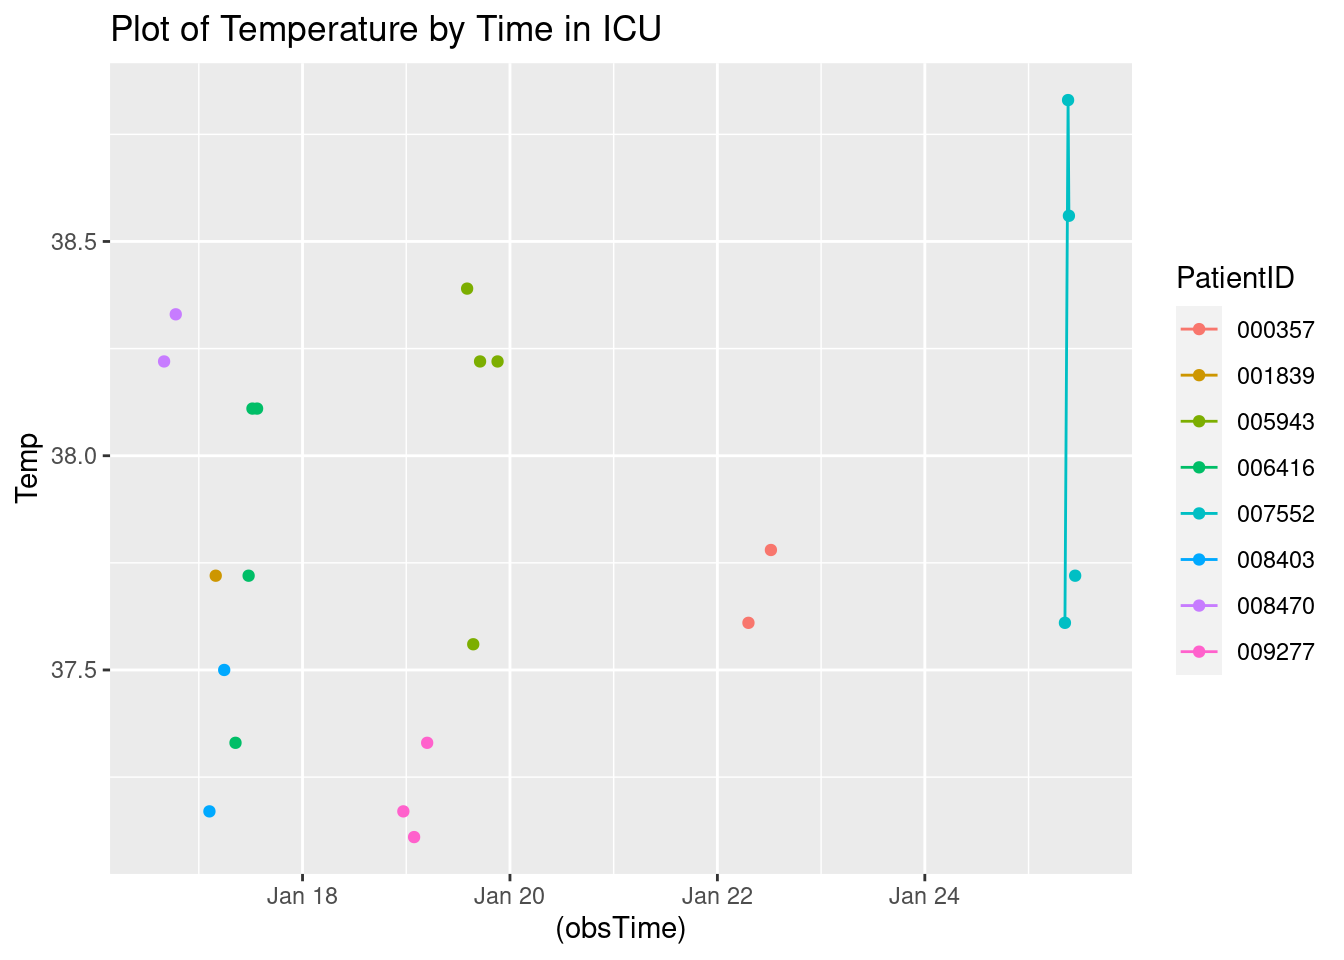 Plot of Temperature by Time in ICU
38.5
38.0
37.5
Temp
Jan 18
Jan 20
Jan 22
Jan 24
(obsTime)
PatientID
000357
001839
005943
006416
007552
008403
008470
009277